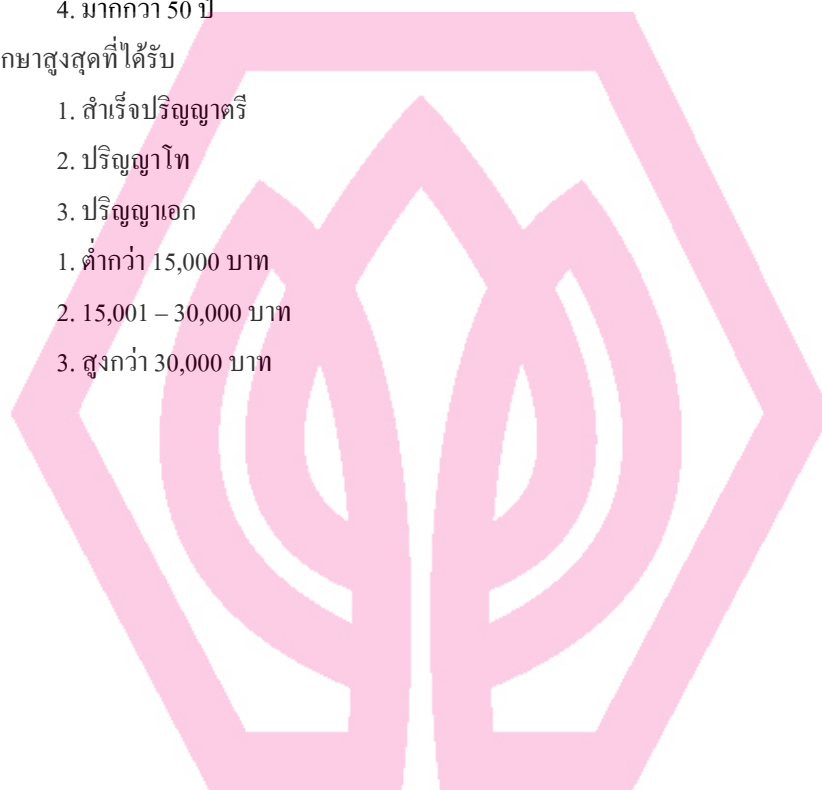 4. มากกว่า 50 ปี
กษาสูงสุดที่ได้รับ
1. สำเร็จปริญญาตรี
2. ปริญญาโท
3. ปริญญาเอก
1. ต่ำกว่า 15,000 บาท
2. 15,001 – 30,000 บาท
3. สูงกว่า 30,000 บาท